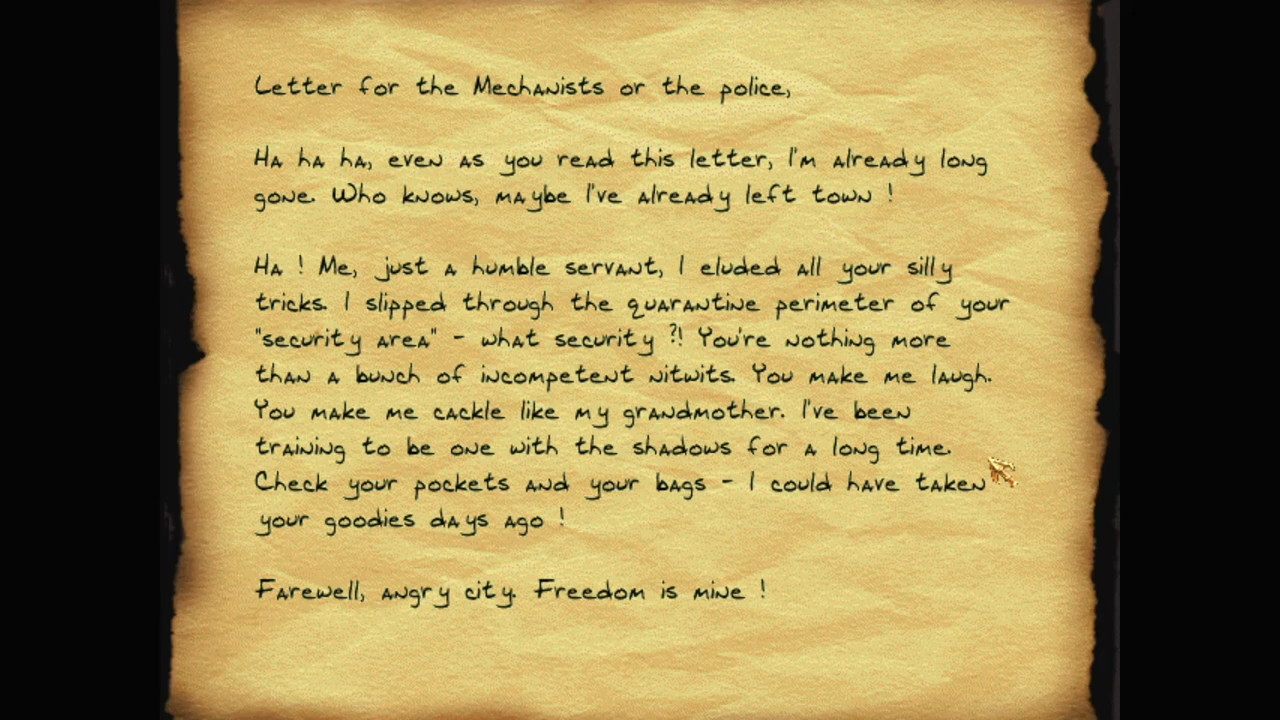 Letter for the Mechanists or the police,
Ha ha ha, even as you read this letter, I'm already long
gone. Who knows, maybe I've already left town !
Ha ! Me, just a humble servant, I eluded all your silly
tricks. I slipped through the quarantine perimeter of your
"security area" - what security ?! You're nothing more
than a bunch of incompetent nitwits. You make me laugh.
You make me cackle like my grandmother. I've been
training to be one with the shadows for a long time.
Check your pockets and your bags - I could have taken
your goodies days ago !
Farewell, angry city. Freedom is mine !